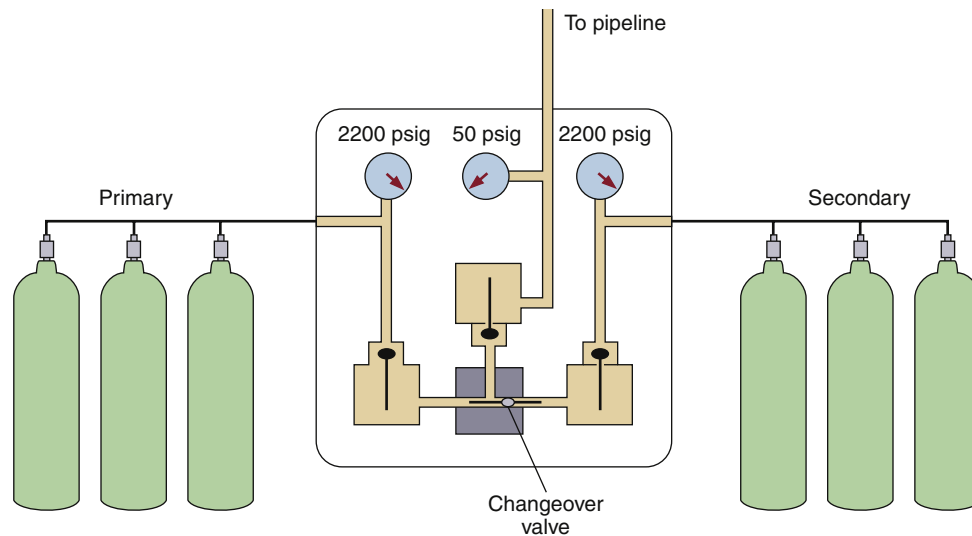 To pipeline
2200 psig 50 psig 2200 psig
Primary
Secondary
Changeover
valve